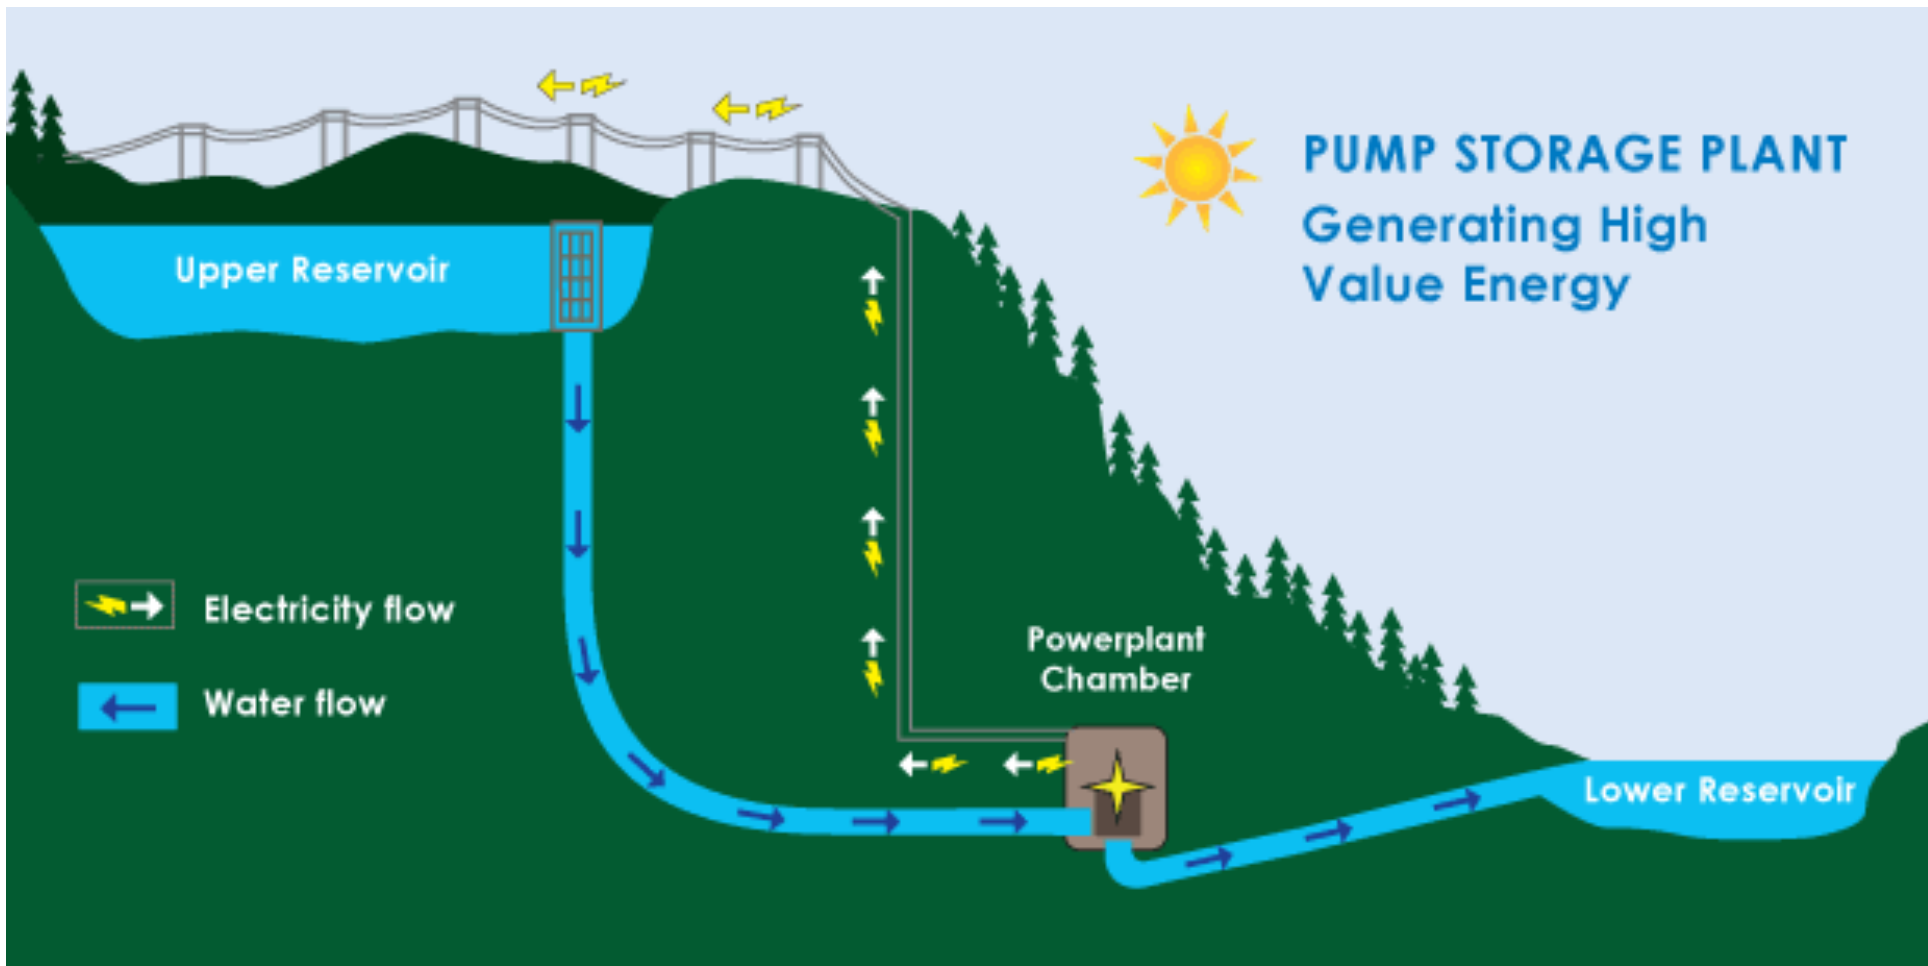 PUMP STORAGE PLANT
Generating High
Value Energy
Upper Reservoir
Electricity flow
Water flow
Powerplant
Chamber
Lower Reservoir